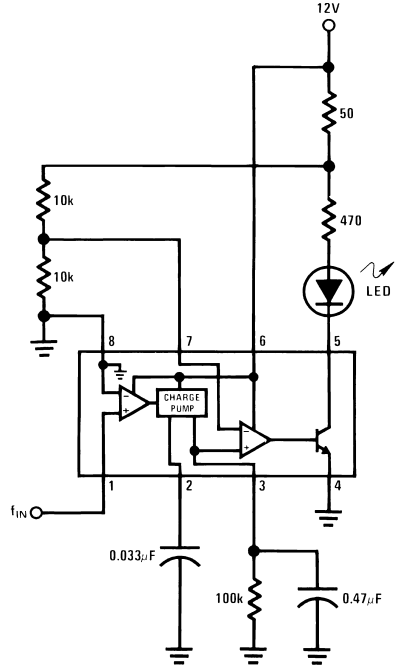 12V
50
10k
470
10k
LED
8
7
6
5
−
+
CHARGE
PUMP
−
+
1
2
3
4
fIN
0.033μF
100k
0.47μF